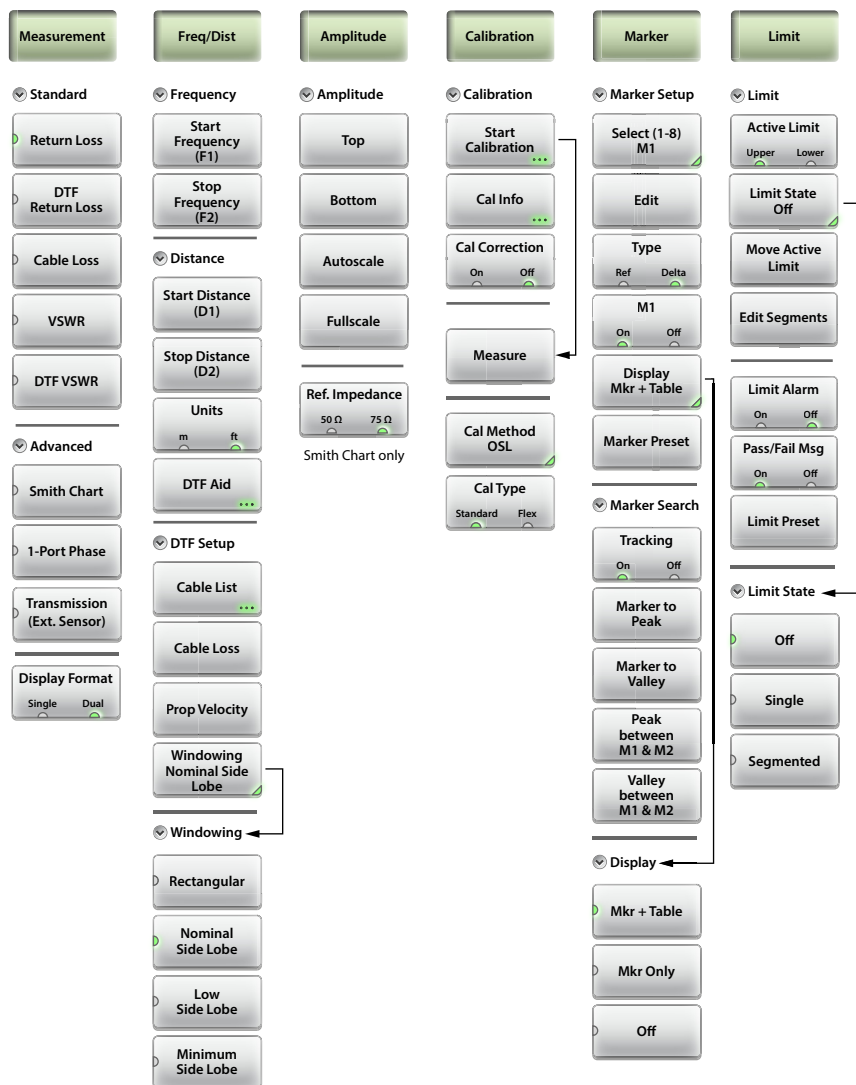 Measurement
Standard
Return Loss
DTF
Return Loss
Cable Loss
VSWR
DTF VSWR
Advanced
Smith Chart
1-Port Phase
Transmission
(Ext. Sensor)
Display Format
Single Dual
Freq/Dist
Frequency
Start
Frequency
(F1)
Stop
Frequency
(F2)
Distance
Start Distance
(D1)
Stop Distance
(D2)
Units
m ft
DTF Aid
DTF Setup
Cable List
Cable Loss
Prop Velocity
Windowing
Nominal Side
Lobe
Windowing
Rectangular
Nominal
Side Lobe
Low
Side Lobe
Minimum
Side Lobe
Amplitude
Amplitude
Top
Bottom
Autoscale
Fullscale
Ref. Impedance
50 Ω 75 Ω
Smith Chart only
Calibration
Calibration
Start
Calibration
Cal Info
Cal Correction
On Off
Measure
Cal Method
OSL
Cal Type
Standard Flex
Marker
Marker Setup
Select (1-8)
M1
Edit
Type
Ref Delta
M1
On Off
Display
Mkr + Table
Marker Preset
Marker Search
Tracking
On Off
Marker to
Peak
Marker to
Valley
Peak
between
M1 & M2
Valley
between
M1 & M2
Display
Mkr + Table
Mkr Only
Off
Limit
Limit
Active Limit
Upper Lower
Limit State
Off
Move Active
Limit
Edit Segments
Limit Alarm
On Off
Pass/Fail Msg
On Off
Limit Preset
Limit State
Off
Single
Segmented